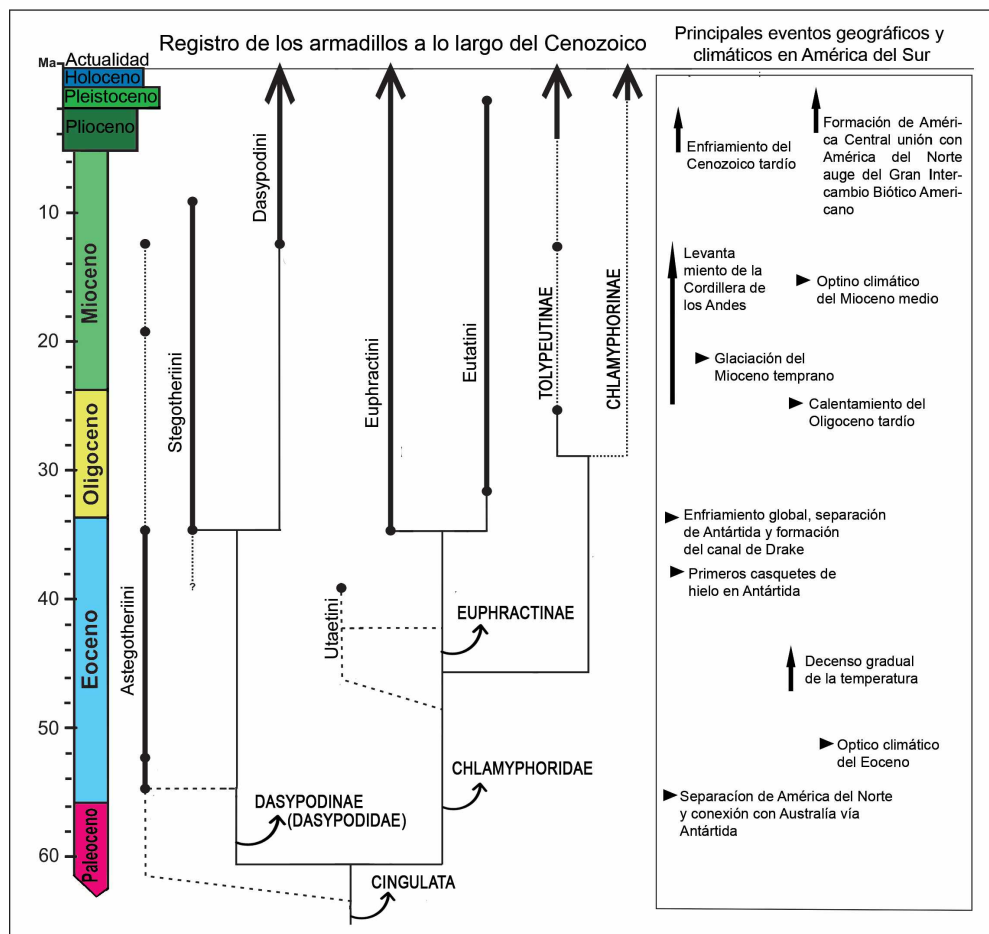 Registro de los armadillos a lo largo del Cenozoico
Principales eventos geográficos y
climáticos en América del Sur
Ma
Actualidad
Holoceno
Pleistoceno
Plioceno
Mioceno
Oligoceno
Eoceno
Paleoceno
10
20
30
40
50
60
Astegotheriini
Stegotheriini
?
Dasypodini
Utaetini
Euphractini
Eutatini
TOLYPEUTINAE
CHLAMYPHORINAE
EUPHRACTINAE
CHLAMYPHORIDAE
DASYPODINAE
(DASYPODIDAE)
CINGULATA
Enfriamiento del
Cenozoico tardío
Formación de Améri-
ca Central unión con
América del Norte
auge del Gran Inter-
cambio Biótico Ameri-
cano
Levanta
miento de la
Cordillera de
los Andes
Optino climático
del Mioceno medio
Glaciación del
Mioceno temprano
Calentamiento del
Oligoceno tardío
Enfriamiento global, separación
de Antártida y formación
del canal de Drake
Primeros casquetes de
hielo en Antártida
Decenso gradual
de la temperatura
Optico climático
del Eoceno
Separacíon de América del Norte
y conexión con Australía vía
Antártida